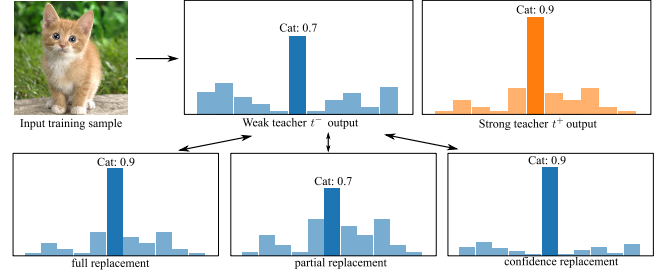 Cat: 0.7
Cat: 0.9
Input training sample
Weak teacher t⁻ output
Strong teacher t⁺ output
Cat: 0.9
Cat: 0.7
Cat: 0.9
full replacement
partial replacement
confidence replacement